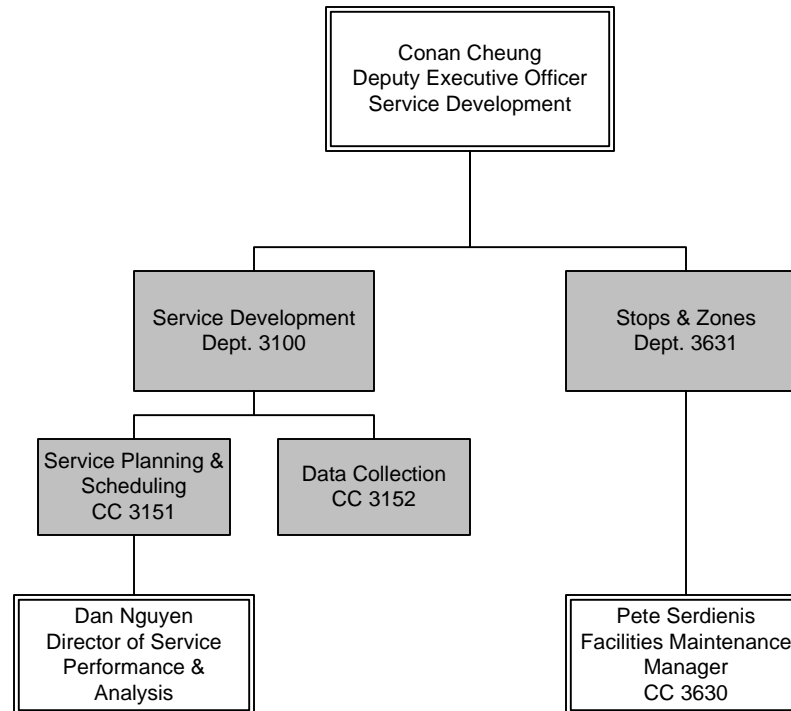 Conan Cheung
Deputy Executive Officer
Service Development
Service Development
Dept. 3100
Stops & Zones
Dept. 3631
Service Planning &
Scheduling
CC 3151
Data Collection
CC 3152
Dan Nguyen
Director of Service
Performance &
Analysis
Pete Serdienis
Facilities Maintenance
Manager
CC 3630